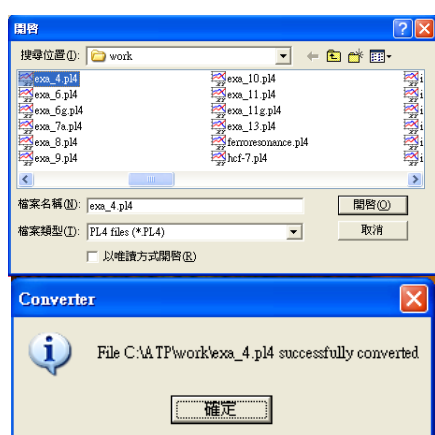 開啓
搜尋位置(I): work
exa_4.pl4 exa_10.pl4 i
exa_6.pl4 exa_11.pl4 i
exa_6g.pl4 exa_11g.pl4 i
exa_7a.pl4 exa_13.pl4 i
exa_8.pl4 ferroresonance.pl4 i
exa_9.pl4 hcf-7.pl4 i
檔案名稱(N): exa_4.pl4 開啓(O)
檔案類型(T): PL4 files (*.PL4) 取消
以唯讀方式開啓(R)
Converter
File C:\ATP\work\exa_4.pl4 successfully converted
確定